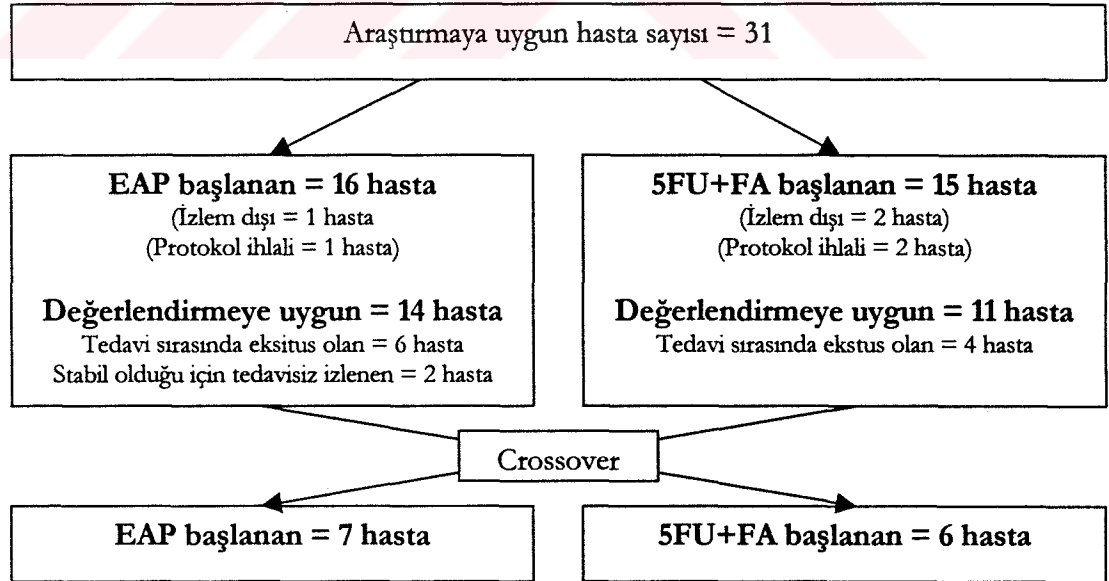 Araştırmaya uygun hasta sayısı = 31
EAP başlanan = 16 hasta
(İzlem dışı = 1 hasta
(Protokol ihlali = 1 hasta)
Değerlendirmeye uygun = 14 hasta
Tedavi sırasında eksitus olan = 6 hasta
Stabil olduğu için tedavisiz izlenen = 2 hasta
5FU+FA başlanan = 15 hasta
(İzlem dışı = 2 hasta)
(Protokol ihlali = 2 hasta)
Değerlendirmeye uygun = 11 hasta
Tedavi sırasında ekstus olan = 4 hasta
Crossover
EAP başlanan = 7 hasta
5FU+FA başlanan = 6 hasta